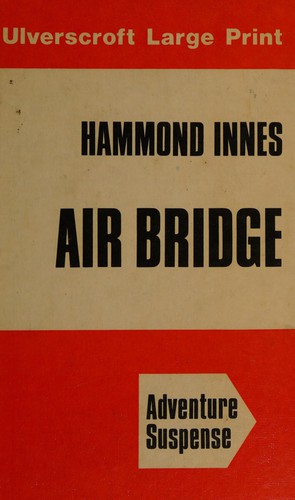 Ulverscroft Large Print
HAMMOND INNES
AIR BRIDGE
Adventure
Suspense